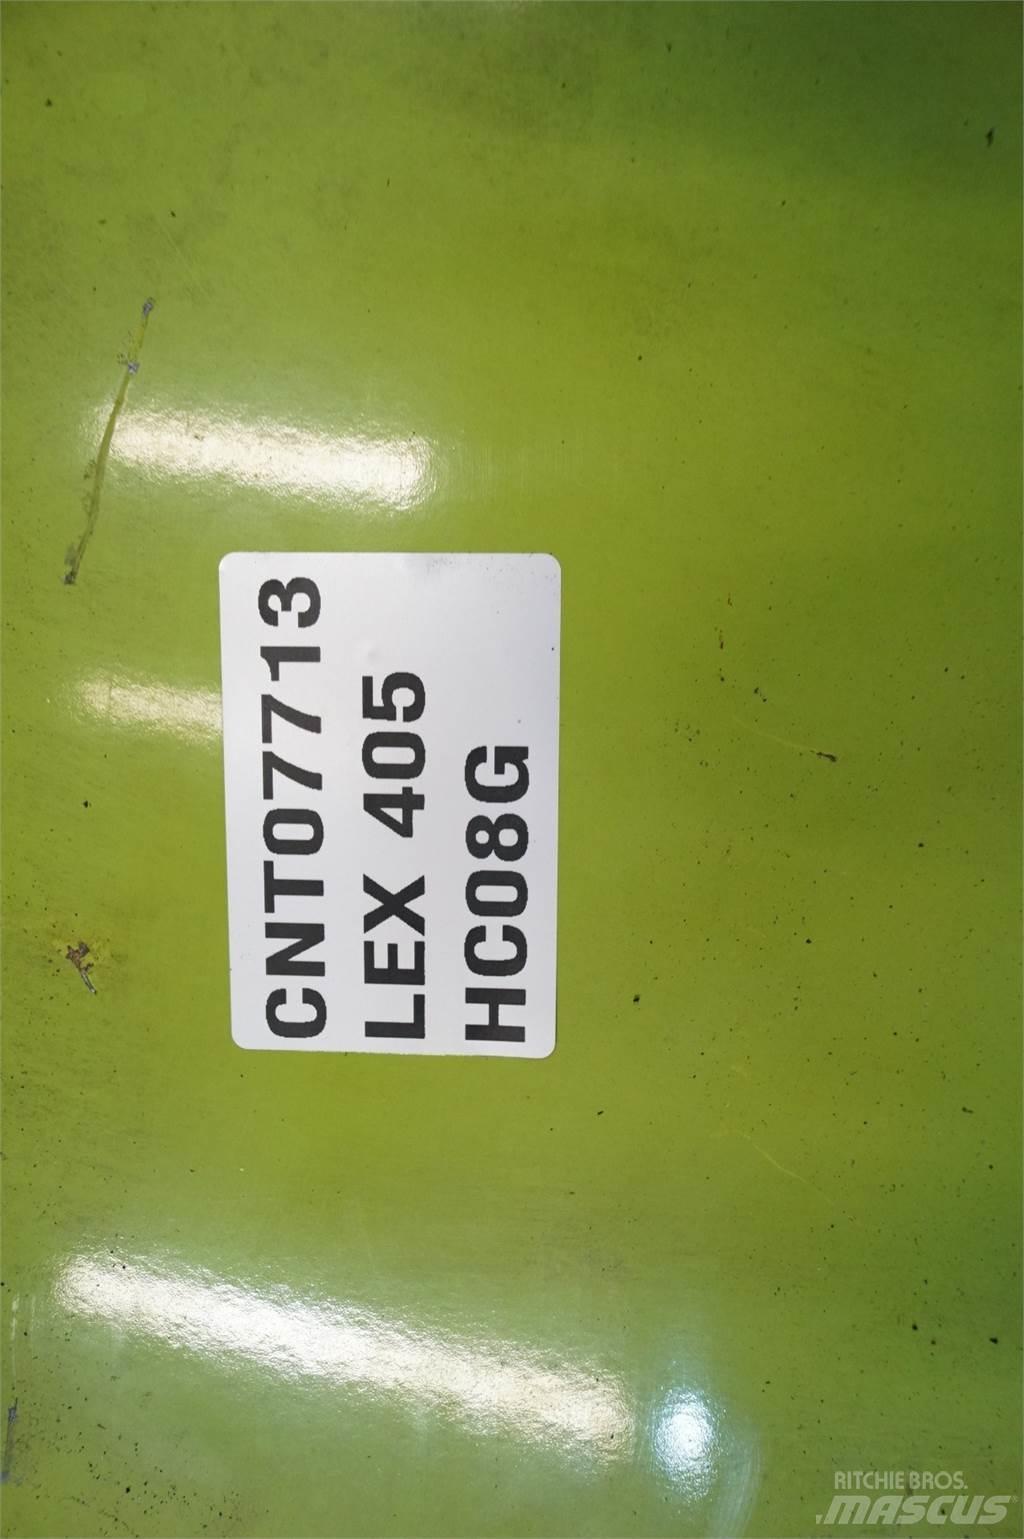 CNT07713
LEX 405
HC08G
RITCHIE BROS.
MASCUS